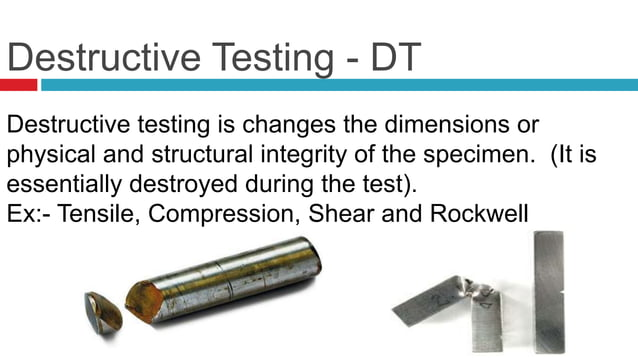 Destructive Testing - DT
Destructive testing is changes the dimensions or
physical and structural integrity of the specimen.  (It is
essentially destroyed during the test).
Ex:- Tensile, Compression, Shear and Rockwell